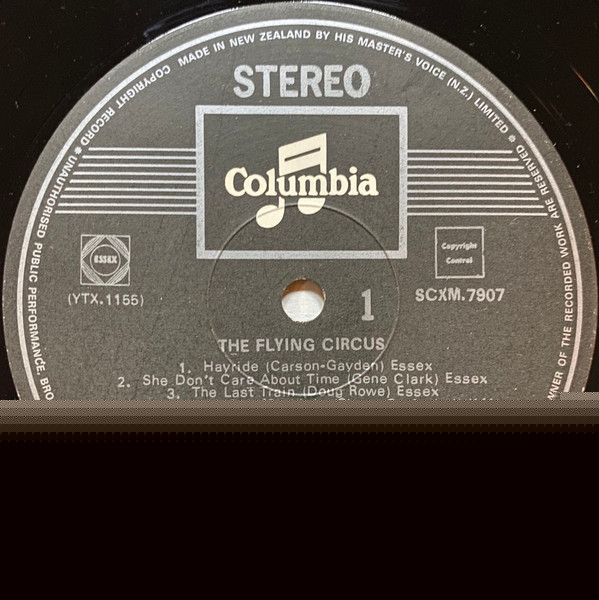 COPYRIGHT RECORD ● UNAUTHORISED PUBLIC PERFORMANCE, BRO
MADE IN NEW ZEALAND BY HIS MASTER'S VOICE (N.Z.) LIMITED
WNER OF THE RECORDED WORK ARE RESERVED
STEREO
Columbia
ESSEX
Copyright
Control
(YTX.1155)
1
SCXM.7907
THE FLYING CIRCUS
1. Hayride (Carson-Gayden) Essex
2. She Don't Care About Time (Gene Clark) Essex
3. The Last Train (Doug Rowe) Essex